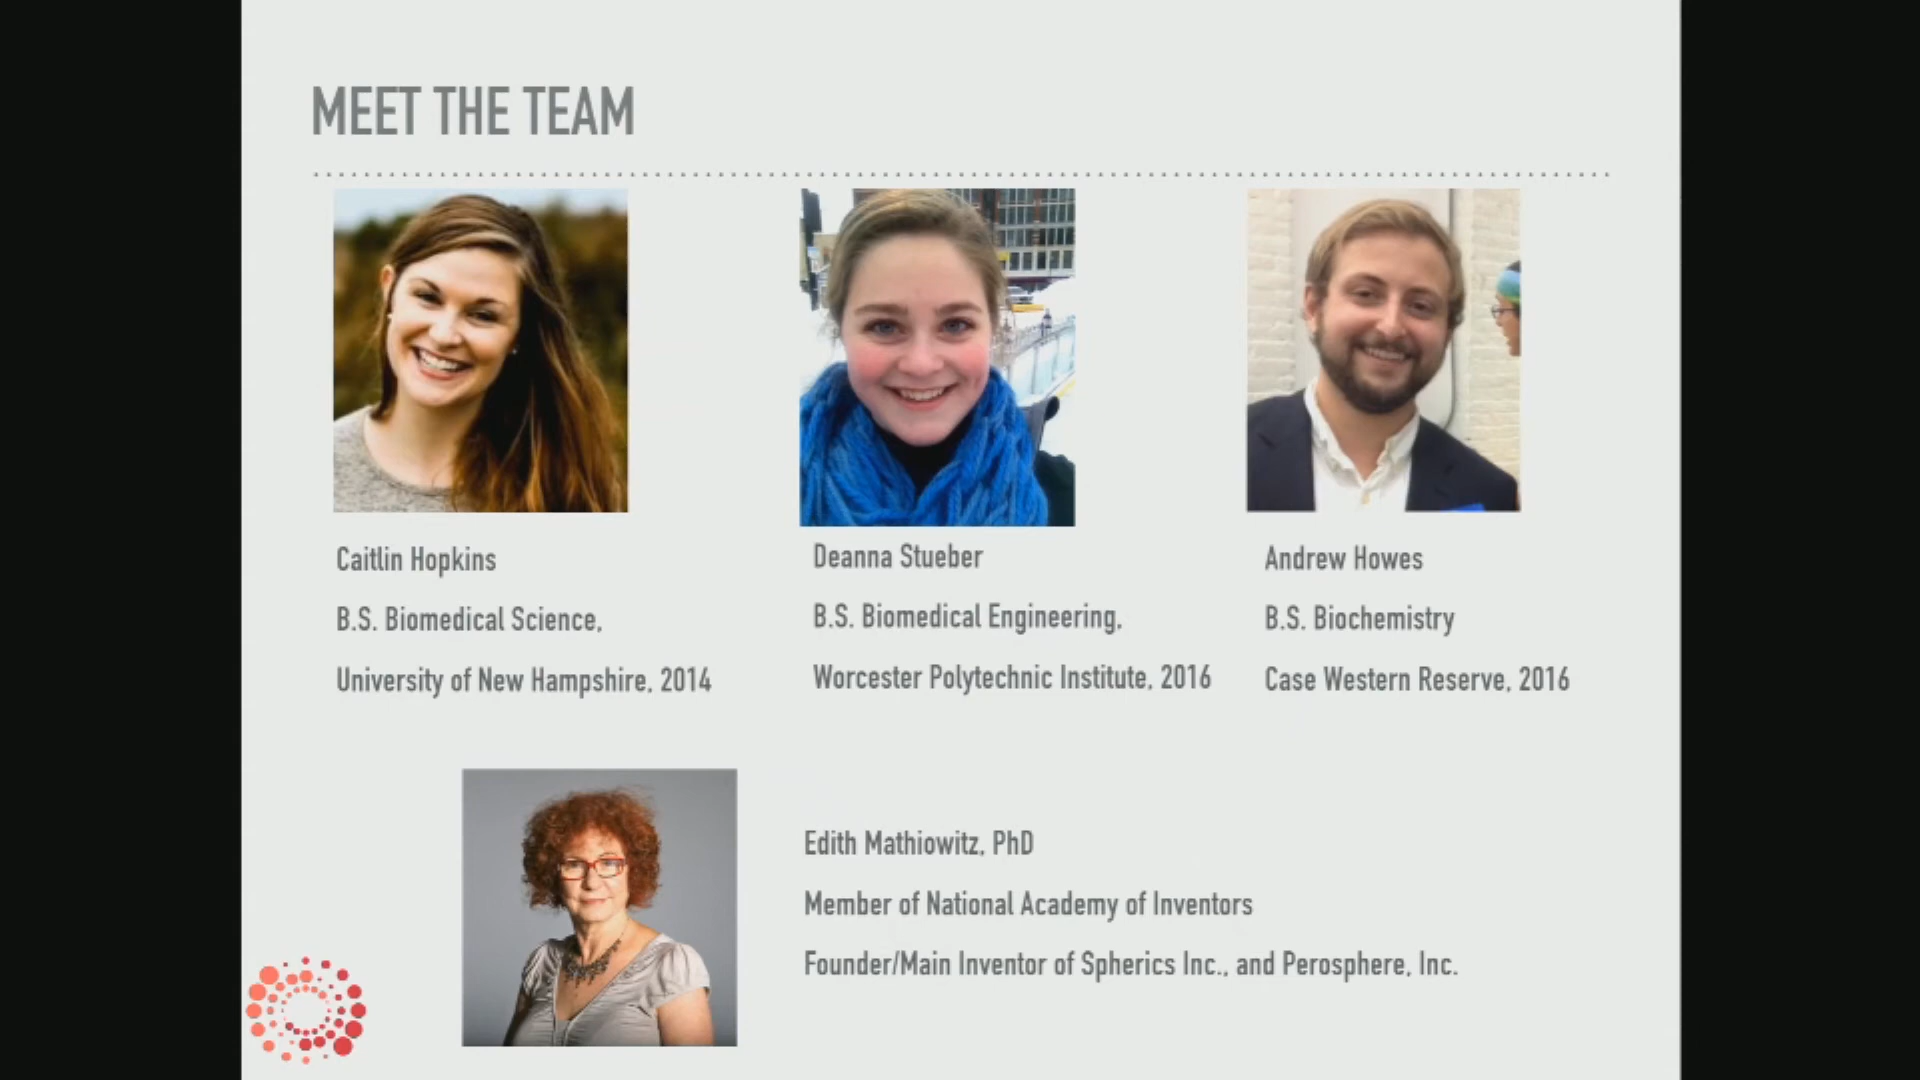 MEET THE TEAM
Caitlin Hopkins
B.S. Biomedical Science,
University of New Hampshire, 2014
Deanna Stueber
B.S. Biomedical Engineering,
Worcester Polytechnic Institute, 2016
Andrew Howes
B.S. Biochemistry
Case Western Reserve, 2016
Edith Mathiowitz, PhD
Member of National Academy of Inventors
Founder/Main Inventor of Spherics Inc., and Perosphere, Inc.